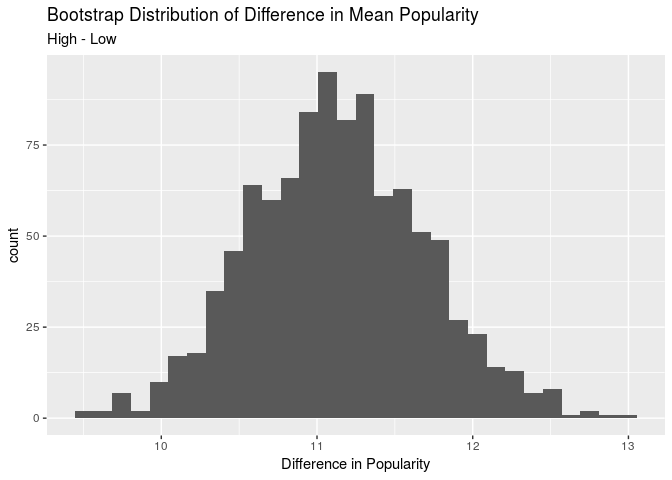 Bootstrap Distribution of Difference in Mean Popularity
High - Low
75
50
25
0
count
10 11 12 13
Difference in Popularity